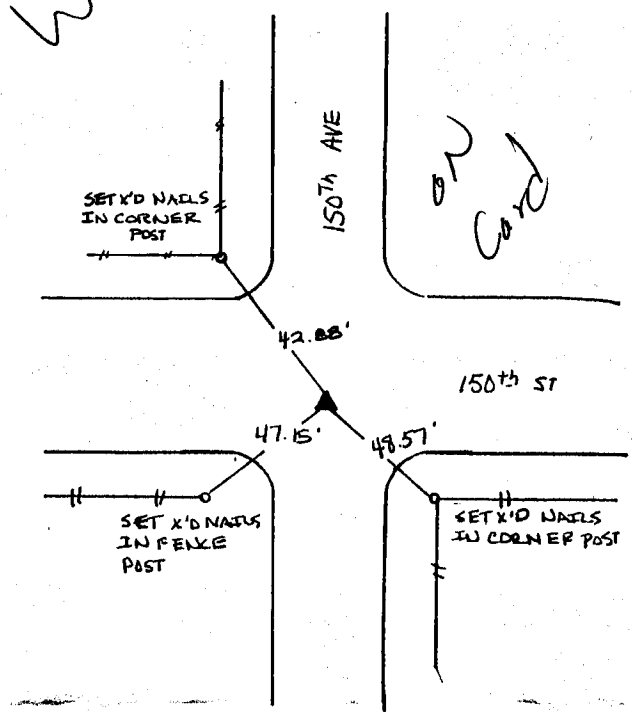 150TH AVE
ON
Card
SET X'D NAILS
IN CORNER
POST
42.88'
150th ST
47.15'
48.57'
SET X'D NAILS
IN FENCE
POST
SET X'D NAILS
IN CORNER POST